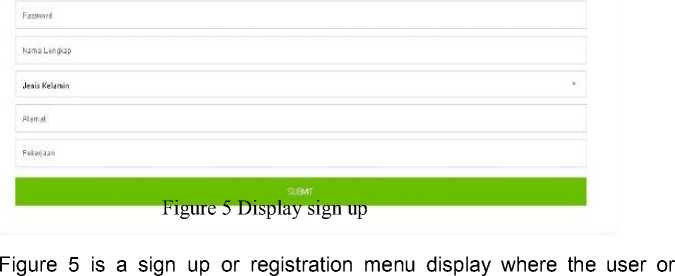 Password
Nama Lengkap
Jenis Kelamin
Alamat
Pekerjaan
SUBMIT
Figure 5 Display sign up
Figure 5 is a sign up or registration menu display where the user or